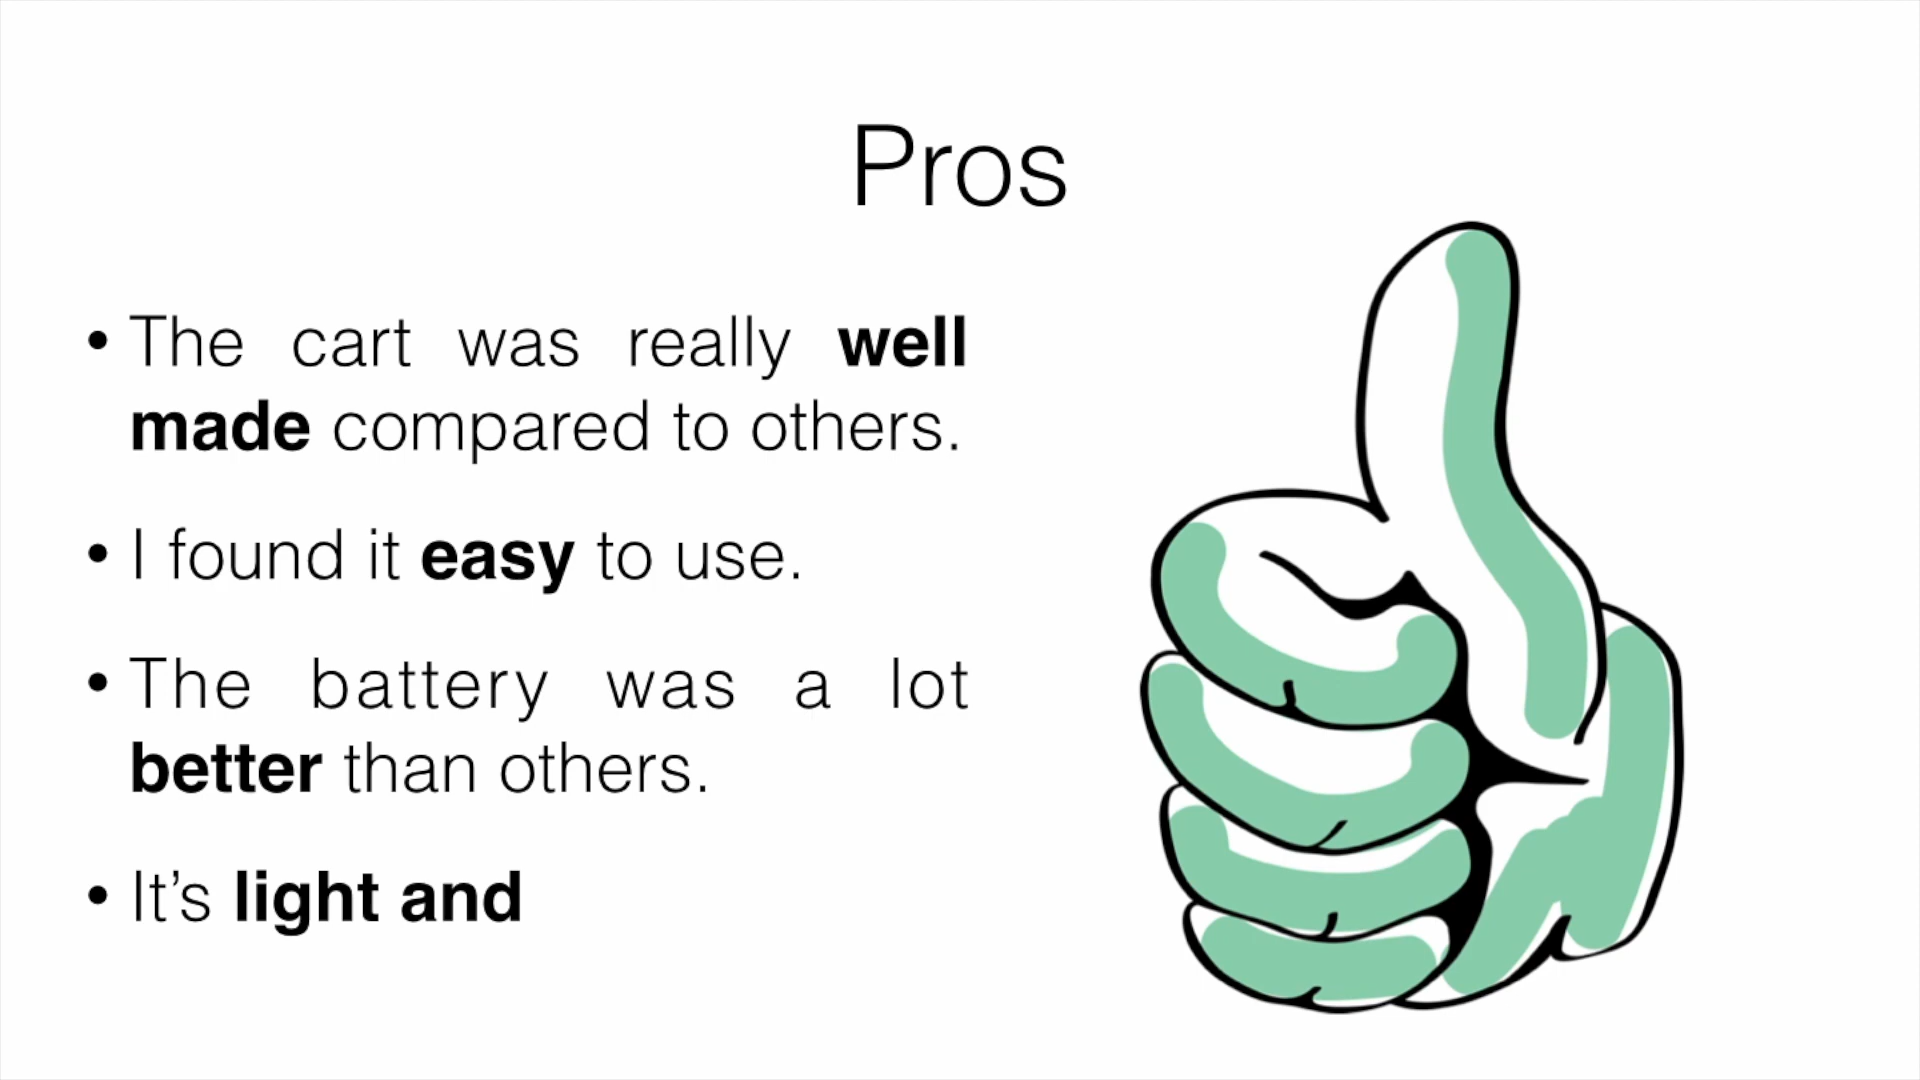 Pros
• The cart was really well
made compared to others.
• I found it easy to use.
• The battery was a lot
better than others.
• It’s light and